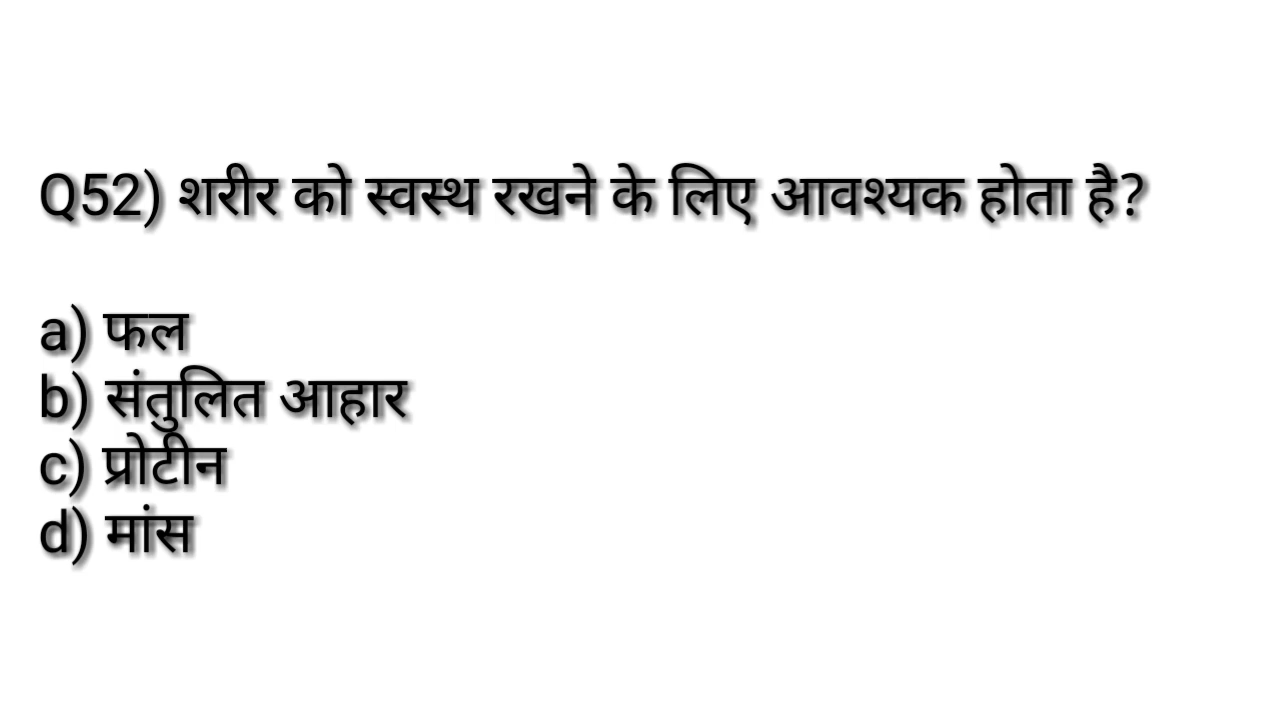 Q52) शरीर को स्वस्थ रखने के लिए आवश्यक होता है?
a) फल
b) संतुलित आहार
c) प्रोटीन
d) मांस